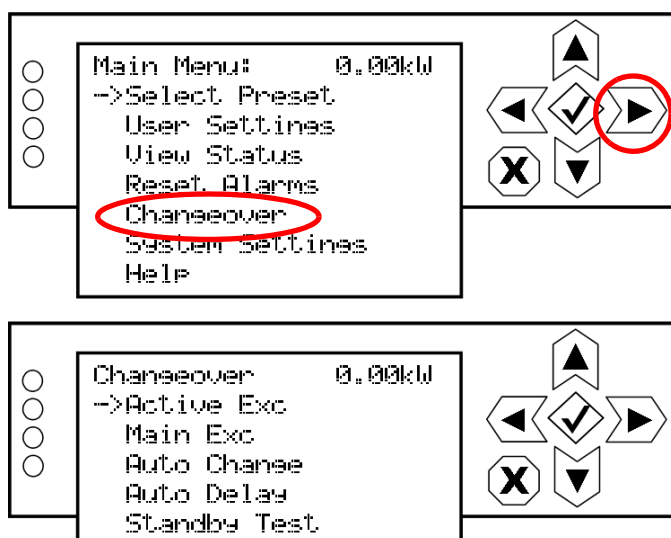 Main Menu: 0.00kW
->Select Preset
User Settings
View Status
Reset Alarms
Changeover
System Settings
Help
X
Changeover 0.00kW
->Active Exc
Main Exc
Auto Change
Auto Delay
Standby Test
X